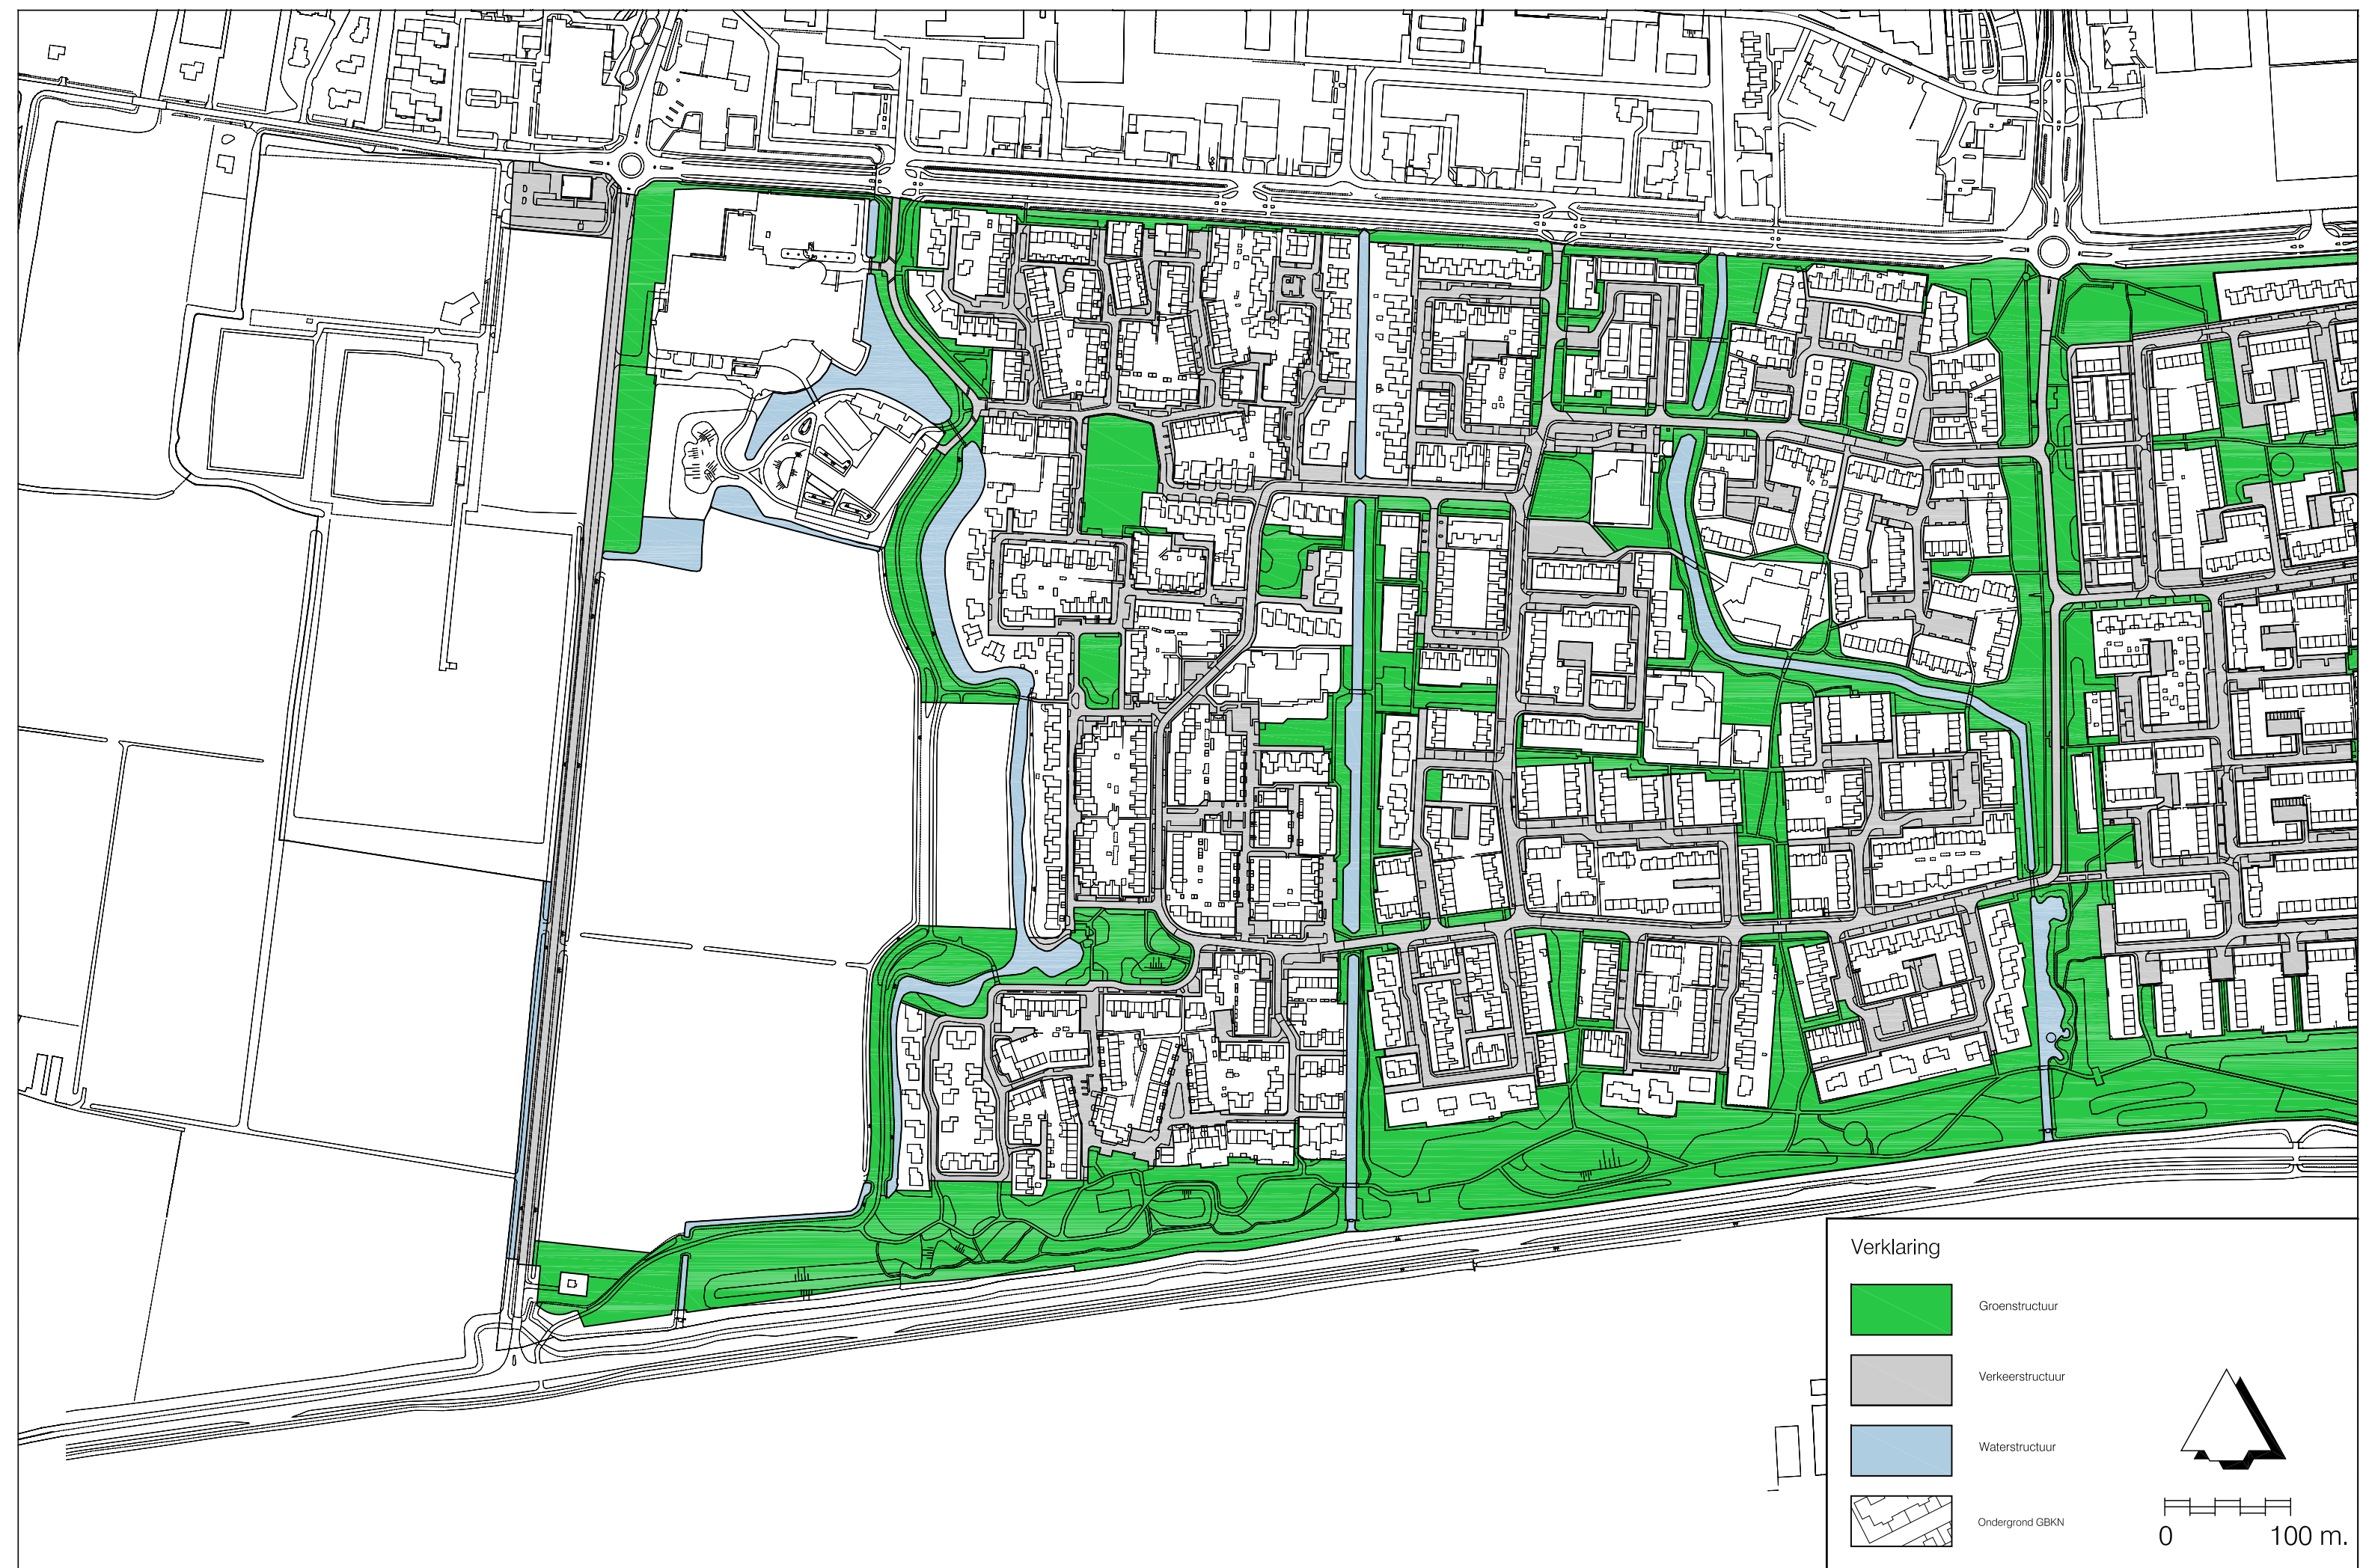 Verklaring
Groenstructuur
Verkeerstructuur
Waterstructuur
Ondergrond GBKN
0 100 m.